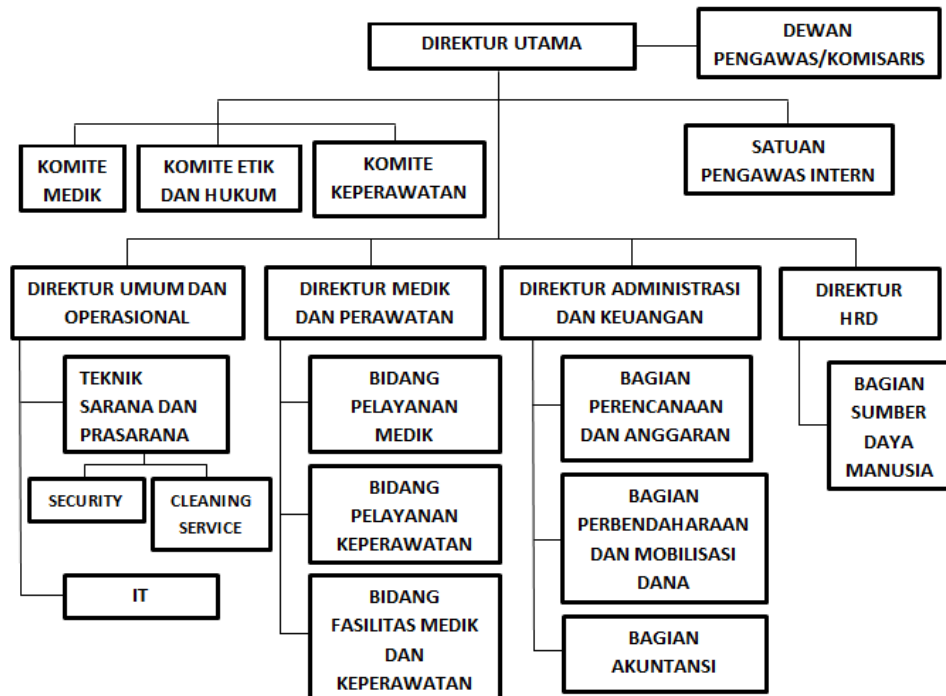 DIREKTUR UTAMA
DEWAN
PENGAWAS/KOMISARIS
KOMITE
MEDIK
KOMITE ETIK
DAN HUKUM
KOMITE
KEPERAWATAN
SATUAN
PENGAWAS INTERN
DIREKTUR UMUM DAN
OPERASIONAL
TEKNIK
SARANA DAN
PRASARANA
SECURITY
CLEANING
SERVICE
IT
DIREKTUR MEDIK
DAN PERAWATAN
BIDANG
PELAYANAN
MEDIK
BIDANG
PELAYANAN
KEPERAWATAN
BIDANG
FASILITAS MEDIK
DAN
KEPERAWATAN
DIREKTUR ADMINISTRASI
DAN KEUANGAN
BAGIAN
PERENCANAAN
DAN ANGGARAN
BAGIAN
PERBENDAHARAAN
DAN MOBILISASI
DANA
BAGIAN
AKUNTANSI
DIREKTUR
HRD
BAGIAN
SUMBER
DAYA
MANUSIA